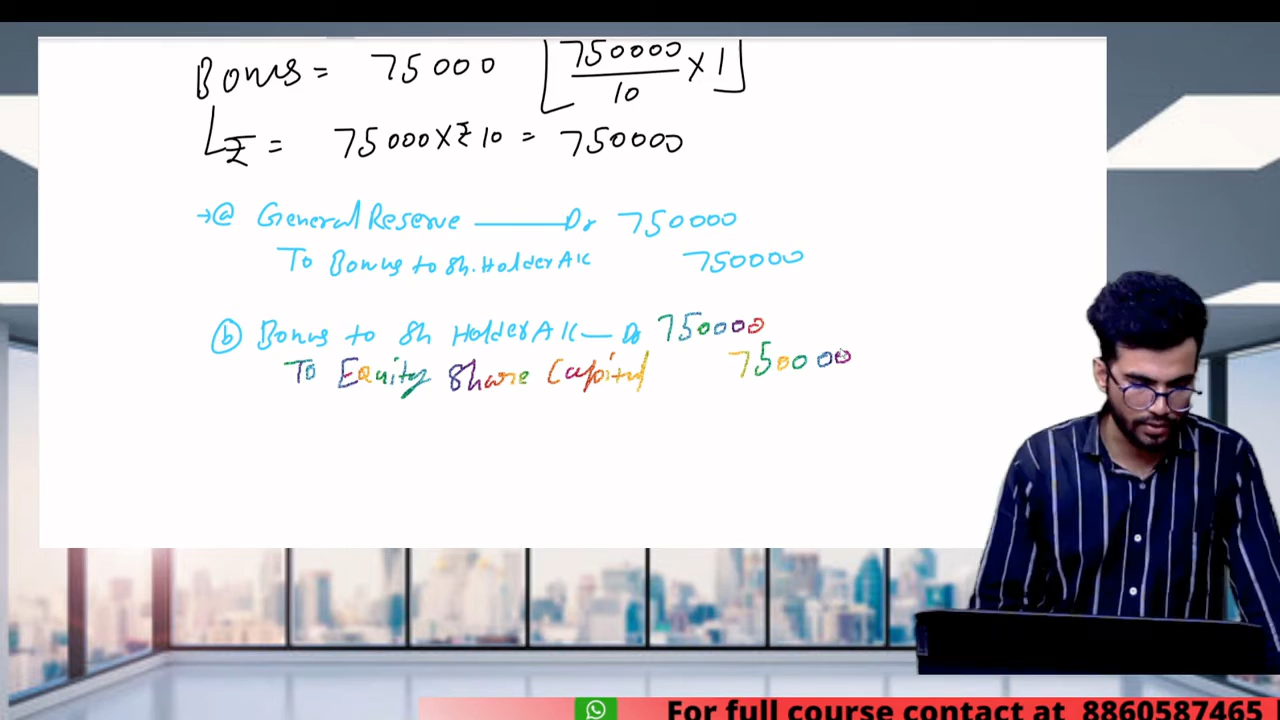 Bonus = 75000 [750000/10 × 1]
₹ = 75000 × ₹10 = 750000
→ⓐ General Reserve —— Dr 750000
To Bonus to Sh. Holder A/C 750000
ⓑ Bonus to Sh Holder A/C — Dr 750000
To Equity Share Capital 750000
For full course contact at 8860587465